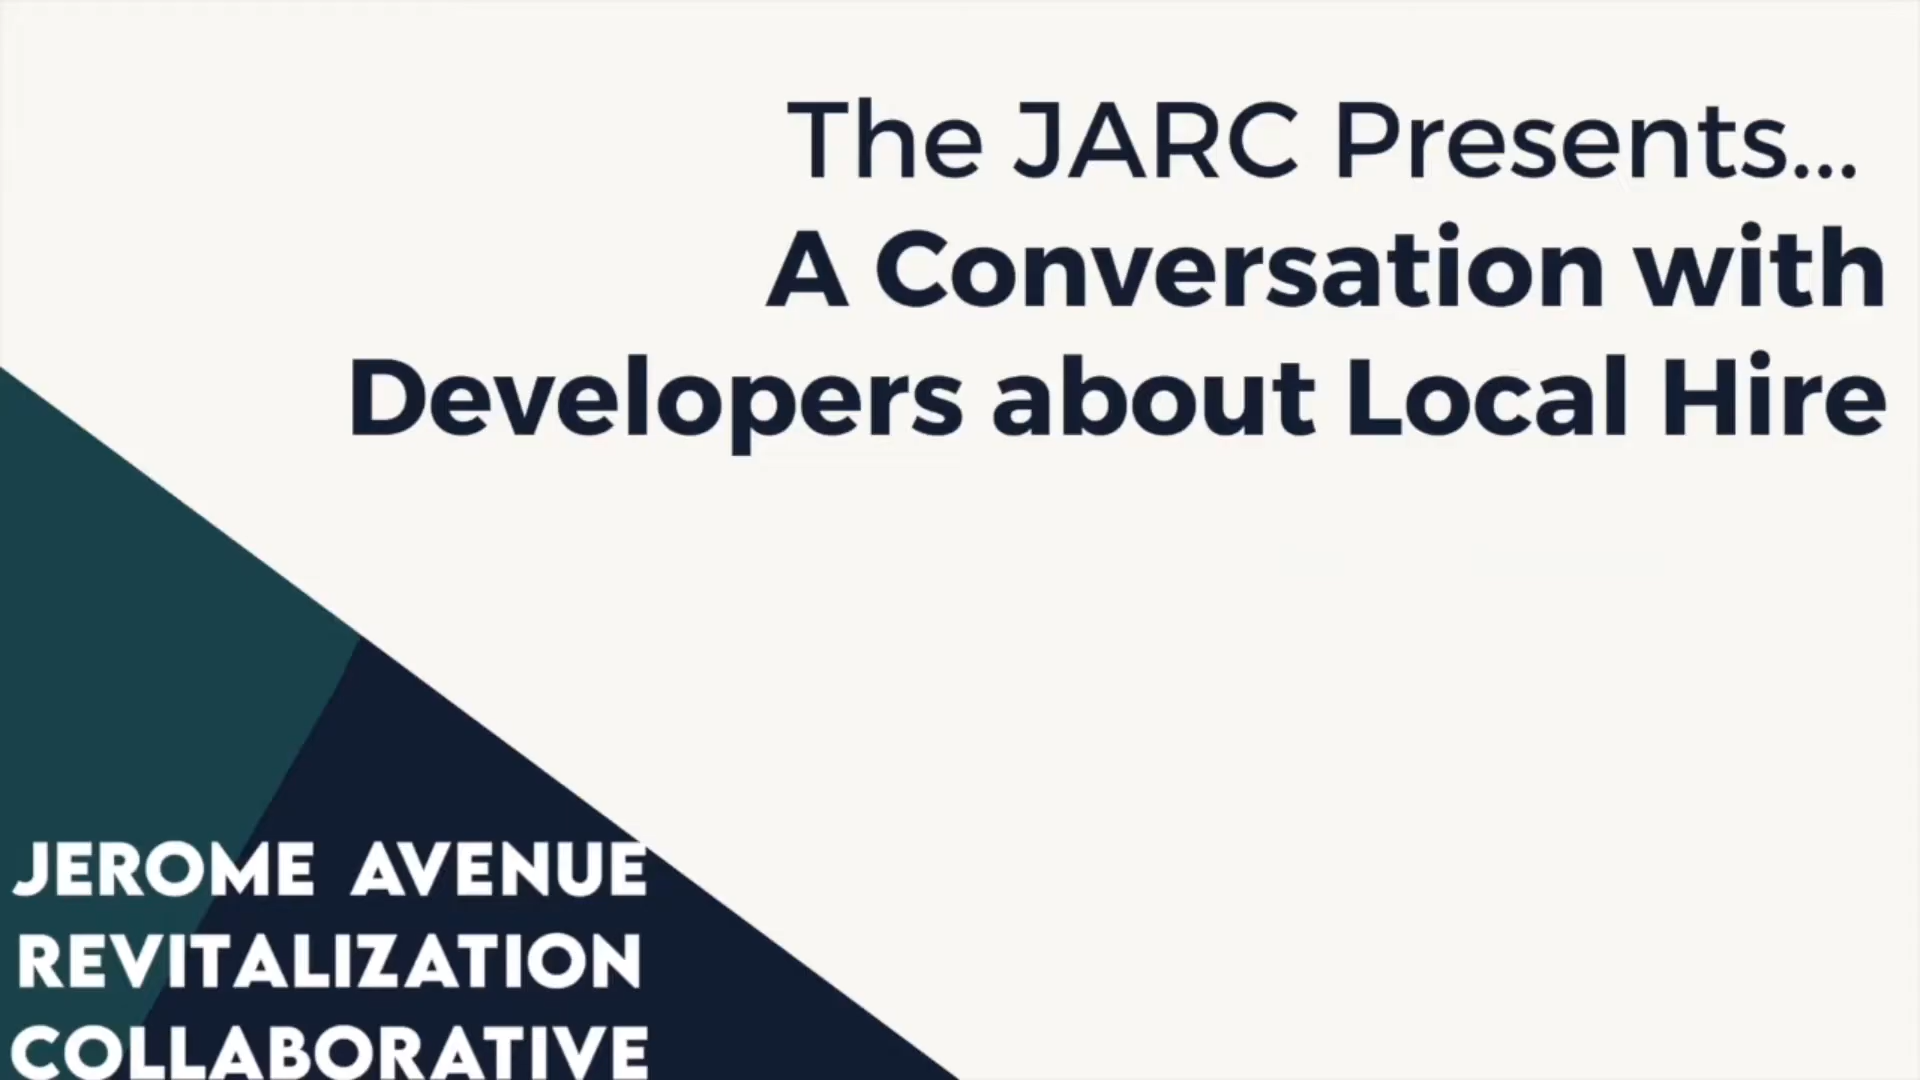 The JARC Presents...
A Conversation with
Developers about Local Hire
JEROME AVENUE
REVITALIZATION
COLLABORATIVE